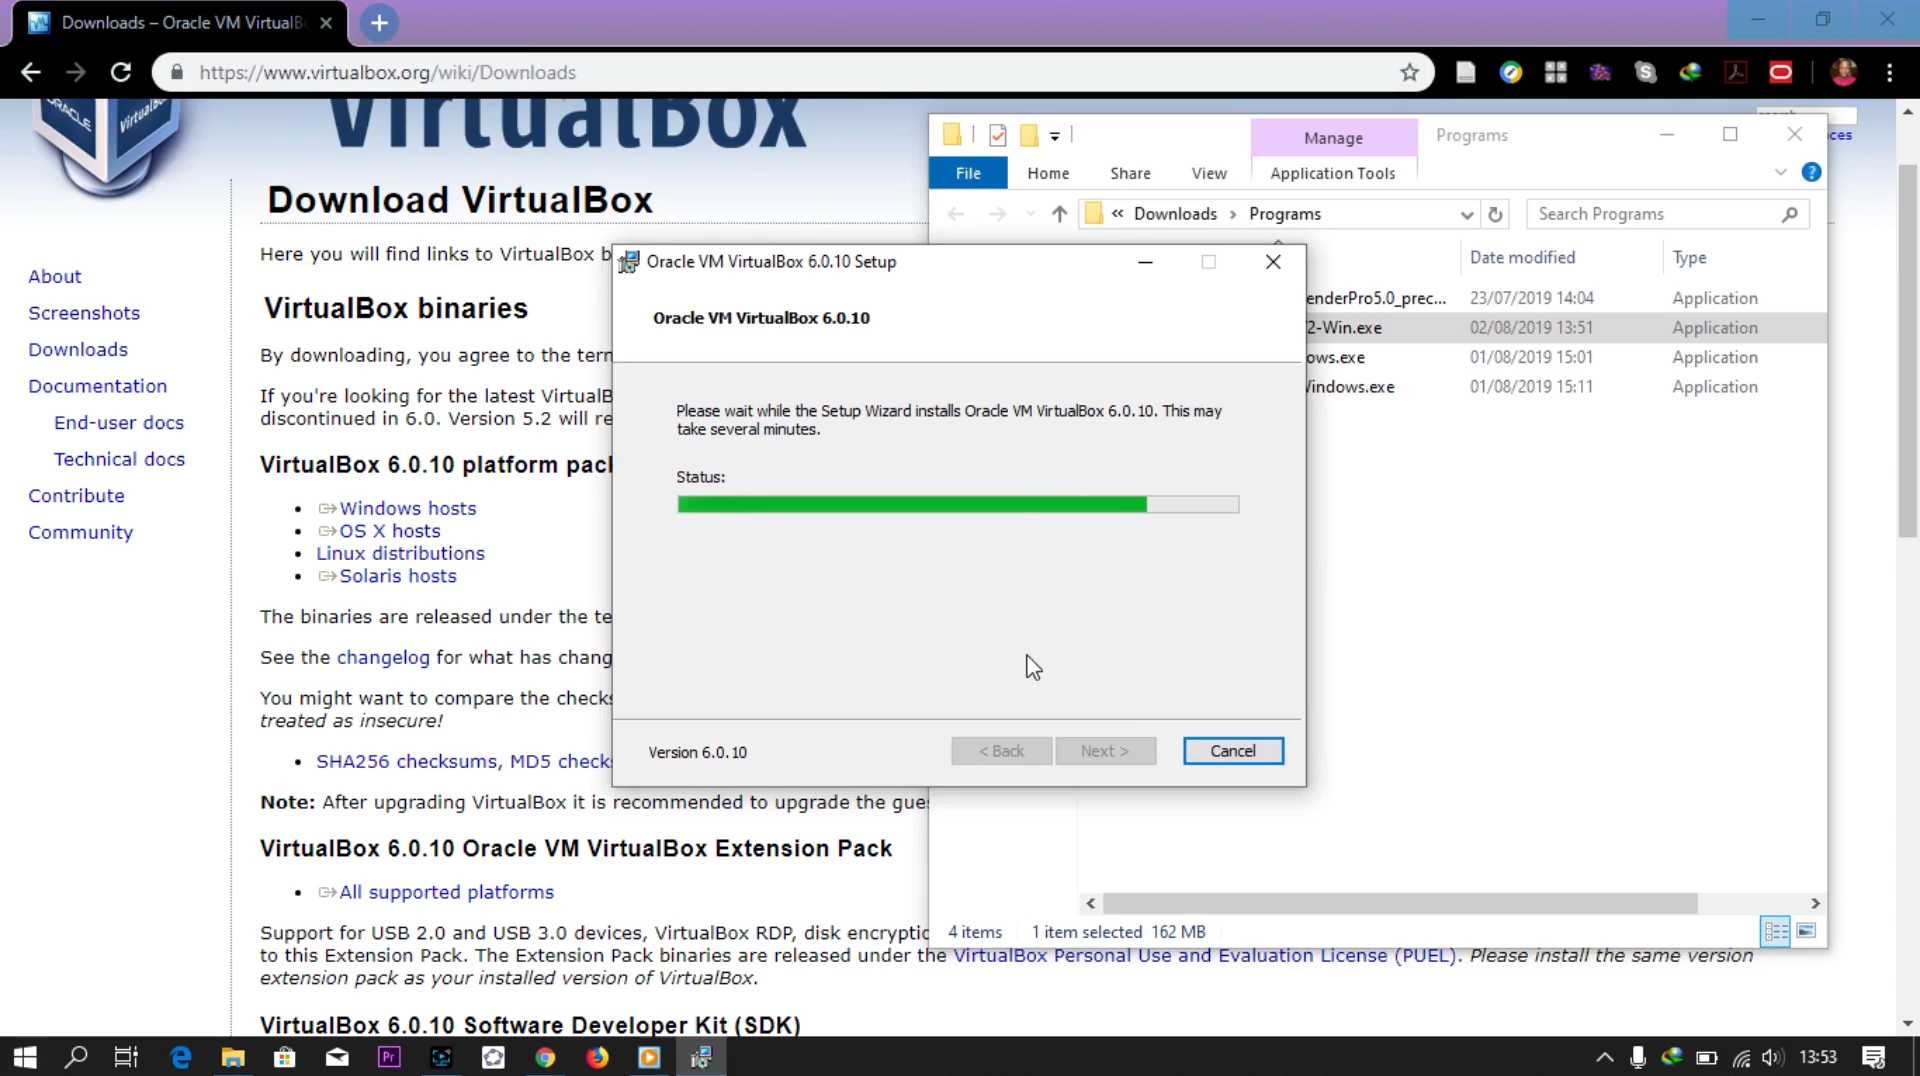 Downloads – Oracle VM VirtualB
https://www.virtualbox.org/wiki/Downloads
ORACLE
VirtualBox
VirtualBox
Download VirtualBox
Here you will find links to VirtualBox b
VirtualBox binaries
By downloading, you agree to the tern
If you're looking for the latest VirtualB
discontinued in 6.0. Version 5.2 will re
VirtualBox 6.0.10 platform pack
Windows hosts
OS X hosts
Linux distributions
Solaris hosts
The binaries are released under the te
See the changelog for what has chang
You might want to compare the checks
treated as insecure!
SHA256 checksums, MD5 checks
Note: After upgrading VirtualBox it is recommended to upgrade the gues
VirtualBox 6.0.10 Oracle VM VirtualBox Extension Pack
All supported platforms
Support for USB 2.0 and USB 3.0 devices, VirtualBox RDP, disk encryptic
to this Extension Pack. The Extension Pack binaries are released under the VirtualBox Personal Use and Evaluation License (PUEL). Please install the same version
extension pack as your installed version of VirtualBox.
VirtualBox 6.0.10 Software Developer Kit (SDK)
About
Screenshots
Downloads
Documentation
End-user docs
Technical docs
Contribute
Community
Manage
Programs
ces
File
Home
Share
View
Application Tools
« Downloads › Programs
Search Programs
Date modified
Type
enderPro5.0_prec... 23/07/2019 14:04 Application
2-Win.exe 02/08/2019 13:51 Application
ows.exe 01/08/2019 15:01 Application
Windows.exe 01/08/2019 15:11 Application
4 items 1 item selected 162 MB
Oracle VM VirtualBox 6.0.10 Setup
Oracle VM VirtualBox 6.0.10
Please wait while the Setup Wizard installs Oracle VM VirtualBox 6.0.10. This may
take several minutes.
Status:
Version 6.0.10
< Back
Next >
Cancel
Pr
13:53